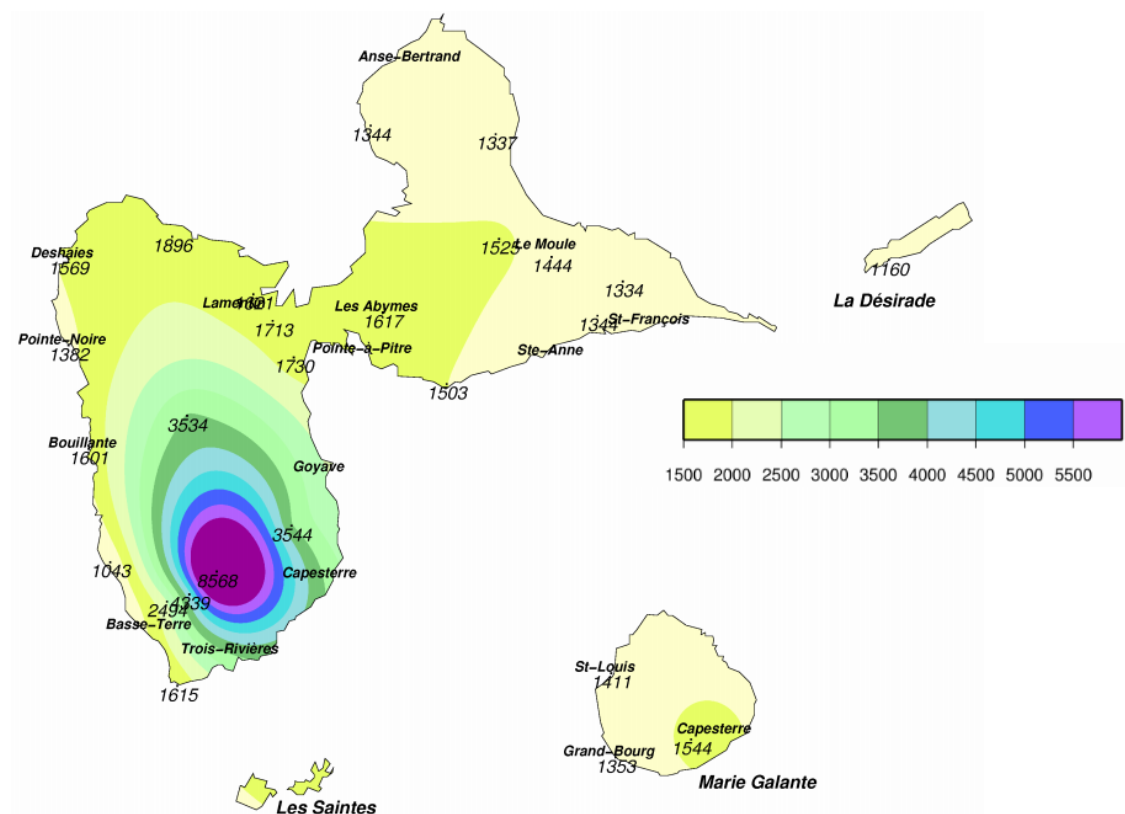 Anse-Bertrand
1344
1337
1896
Deshaies
1569
1525
Le Moule
1444
1160
La Désirade
1334
Les Abymes
1617
1344
St-François
1713
Pointe-Noire
1382
Pointe-à-Pitre
Ste-Anne
1730
1503
3534
Bouillante
1601
Goyave
1500 2000 2500 3000 3500 4000 4500 5000 5500
3544
1043
8568
Capesterre
4339
2494
Basse-Terre
Trois-Rivières
1615
St-Louis
1411
Capesterre
1544
Grand-Bourg
1353
Marie Galante
Les Saintes